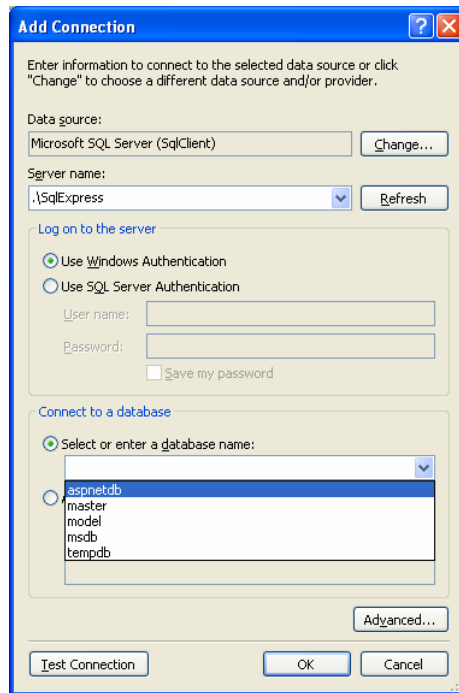 Add Connection
Enter information to connect to the selected data source or click
"Change" to choose a different data source and/or provider.
Data source:
Microsoft SQL Server (SqlClient)
Change...
Server name:
.\SqlExpress
Refresh
Log on to the server
Use Windows Authentication
Use SQL Server Authentication
User name:
Password:
Save my password
Connect to a database
Select or enter a database name:
aspnetdb
master
model
msdb
tempdb
Advanced...
Test Connection
OK
Cancel